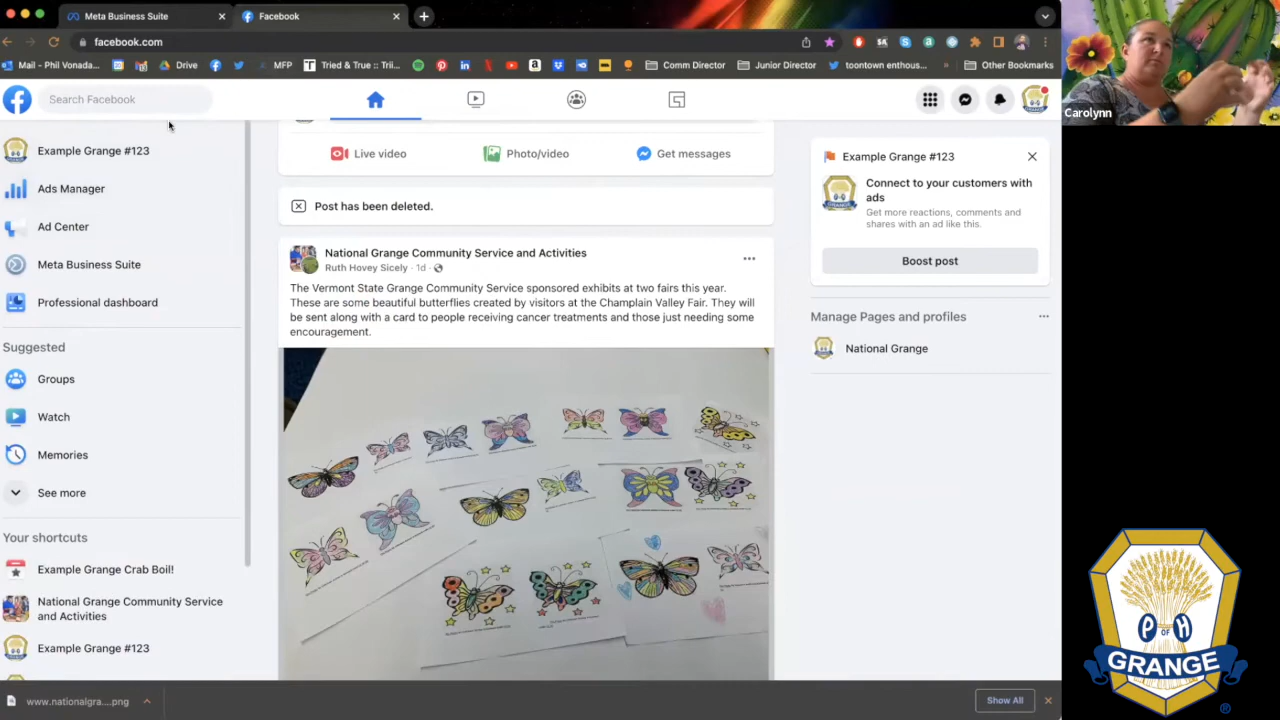 Meta Business Suite
Facebook
facebook.com
Mail - Phil Vonada...
Drive
MFP
Tried & True :: Trii...
Comm Director
Junior Director
toontown enthous...
»
Other Bookmarks
Search Facebook
Carolynn
Example Grange #123
Ads Manager
Ad Center
Meta Business Suite
Professional dashboard
Suggested
Groups
Watch
Memories
See more
Your shortcuts
Example Grange Crab Boil!
National Grange Community Service
and Activities
Example Grange #123
Live video
Photo/video
Get messages
Post has been deleted.
National Grange Community Service and Activities
Ruth Hovey Sicely · 1d ·
The Vermont State Grange Community Service sponsored exhibits at two fairs this year.
These are some beautiful butterflies created by visitors at the Champlain Valley Fair. They will
be sent along with a card to people receiving cancer treatments and those just needing some
encouragement.
Example Grange #123
Connect to your customers with
ads
Get more reactions, comments and
shares with an ad like this.
GRANGE
Boost post
Manage Pages and profiles
National Grange
P OF H
GRANGE
®
www.nationalgra....png
Show All